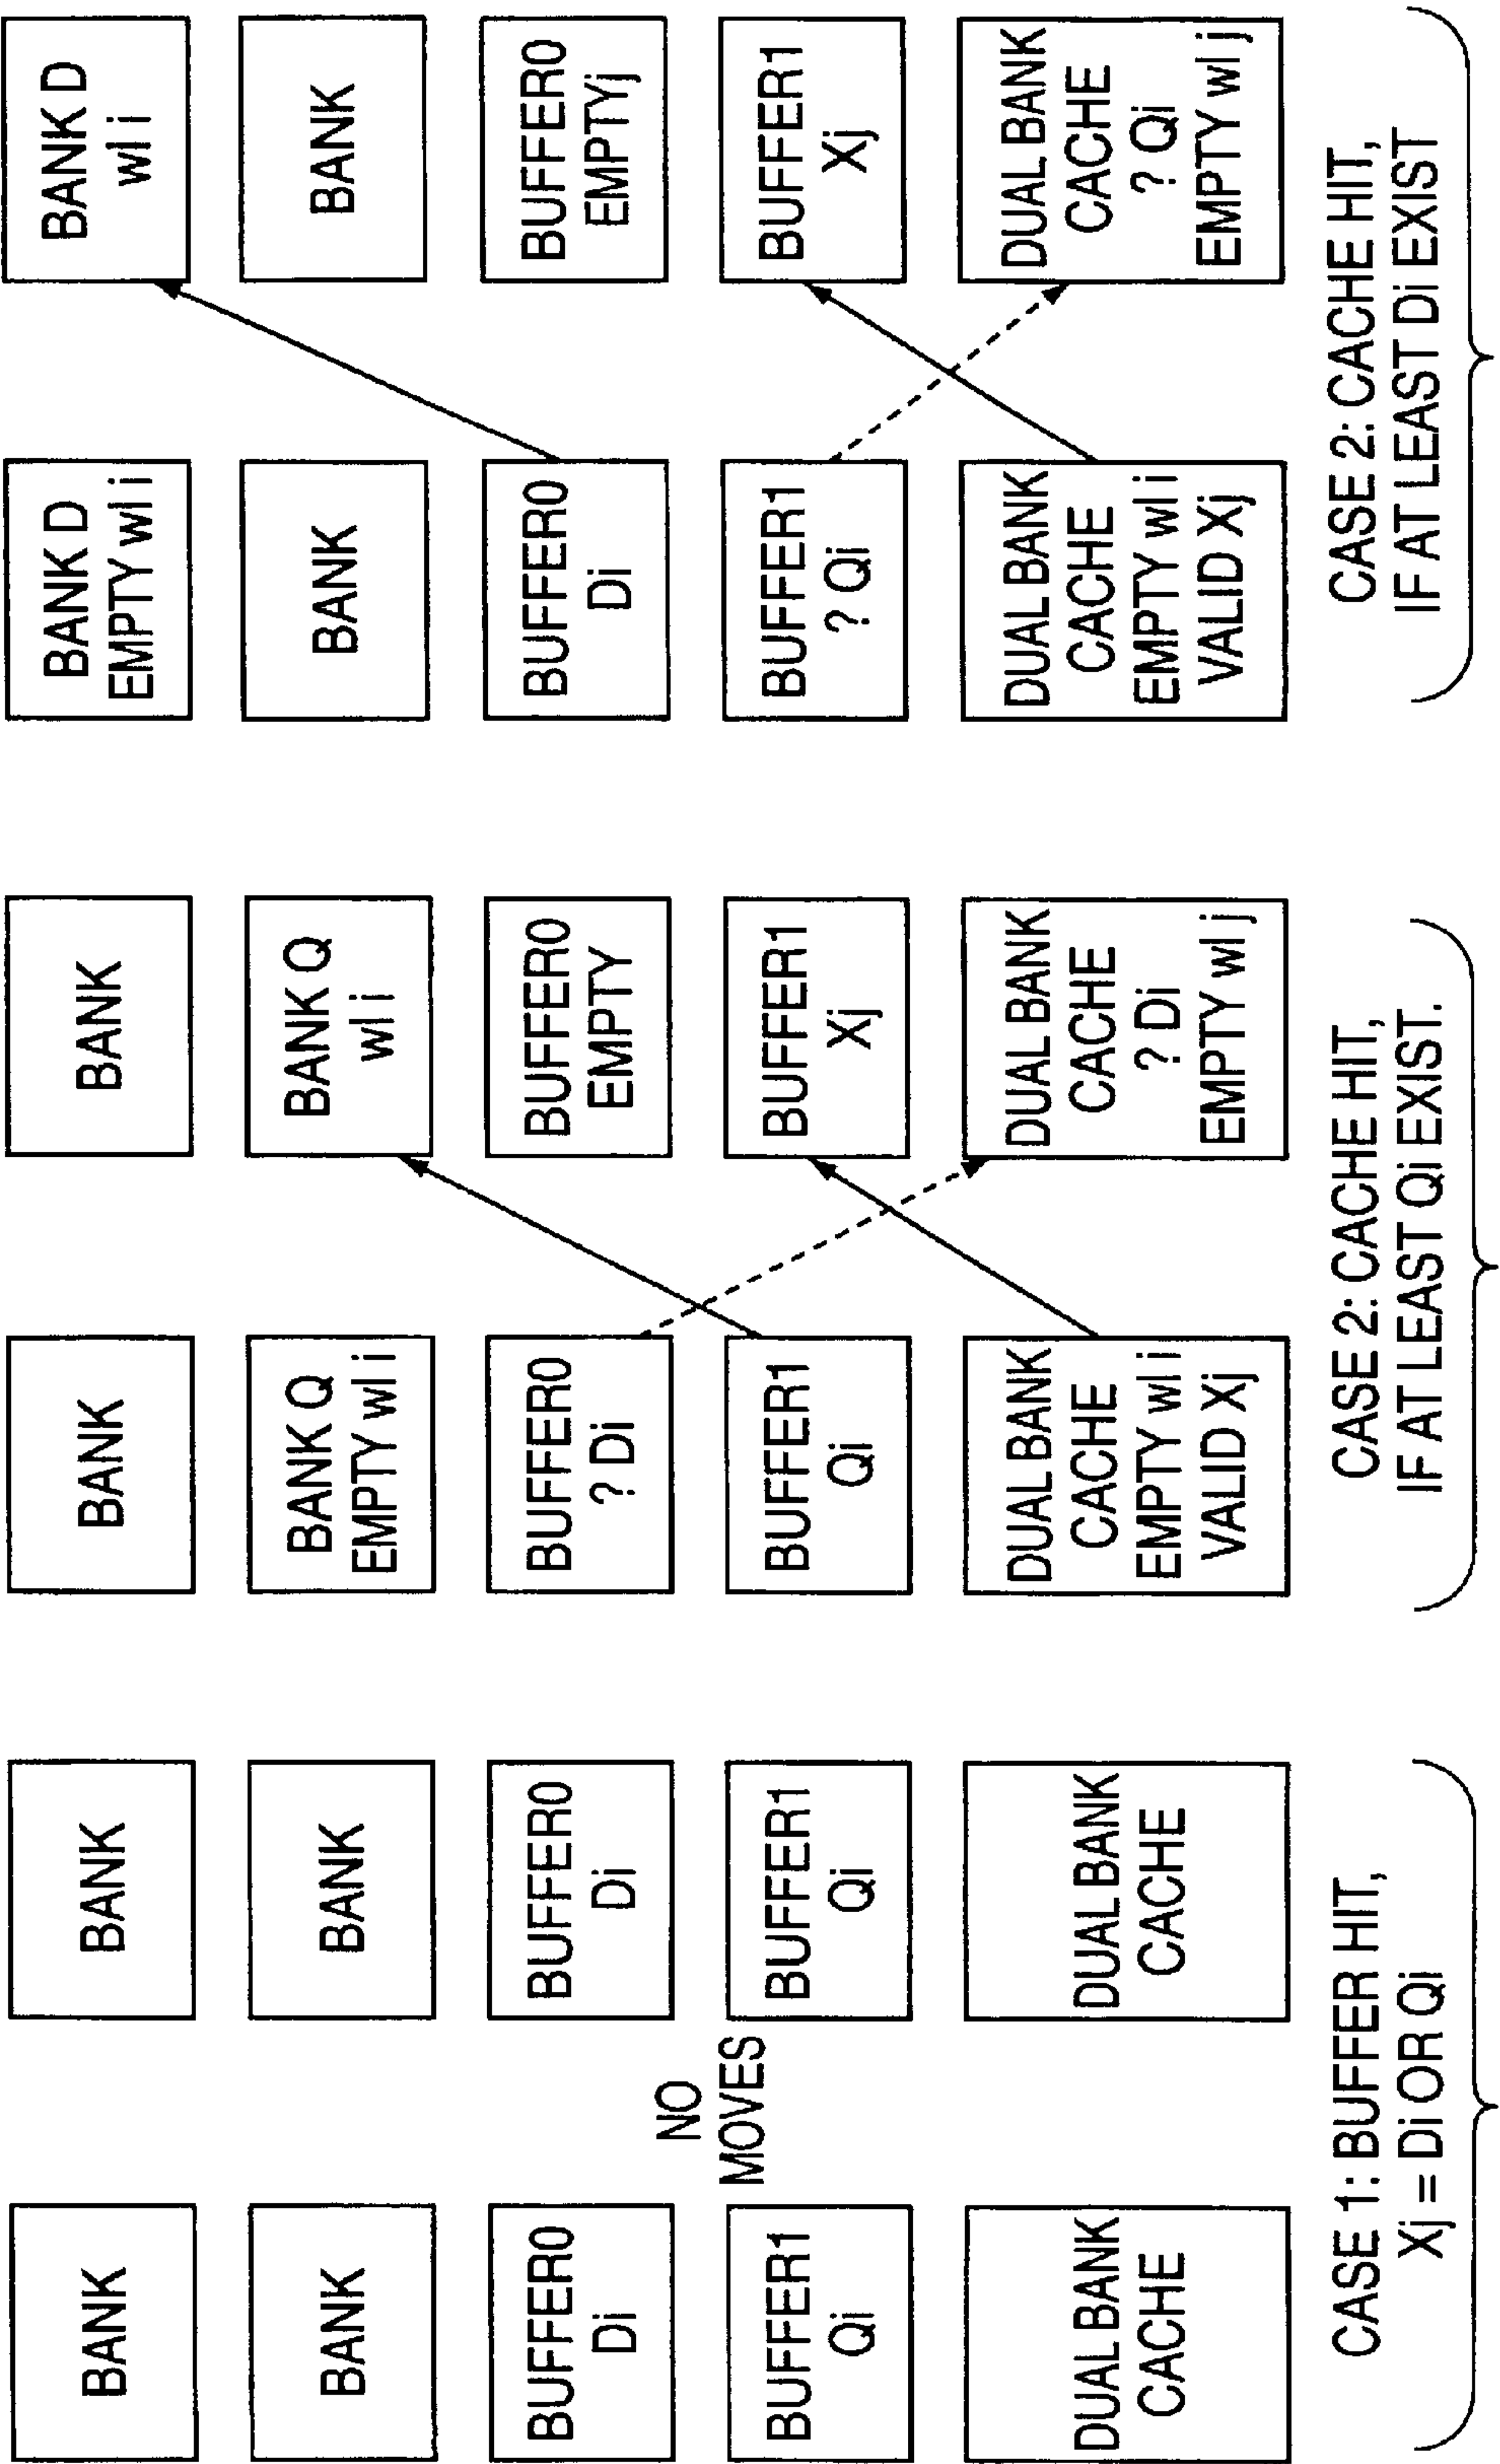 BANK
BANK
BUFFER0
Di
BUFFER1
Qi
DUAL BANK
CACHE
NO
MOVES
BANK
BANK
BUFFER0
Di
BUFFER1
Qi
DUAL BANK
CACHE
CASE 1: BUFFER HIT,
Xj = Di OR Qi
BANK
BANK Q
EMPTY wl i
BUFFER0
? Di
BUFFER1
Qi
DUAL BANK
CACHE
EMPTY wl i
VALID Xj
BANK
BANK Q
wl i
BUFFER0
EMPTY
BUFFER1
Xj
DUAL BANK
CACHE
? Di
EMPTY wl j
CASE 2: CACHE HIT,
IF AT LEAST Qi EXIST.
BANK D
EMPTY wl i
BANK
BUFFER0
Di
BUFFER1
? Qi
DUAL BANK
CACHE
EMPTY wl i
VALID Xj
BANK D
wl i
BANK
BUFFER0
EMPTYj
BUFFER1
Xj
DUAL BANK
CACHE
? Qi
EMPTY wl j
CASE 2: CACHE HIT,
IF AT LEAST Di EXIST